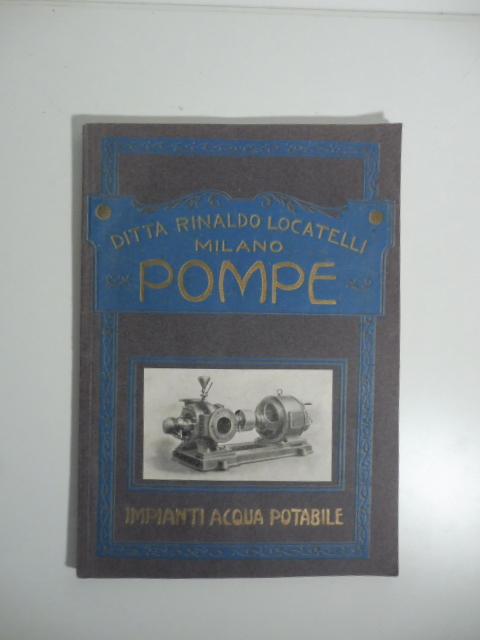 DITTA RINALDO LOCATELLI
MILANO
POMPE
IMPIANTI ACQUA POTABILE